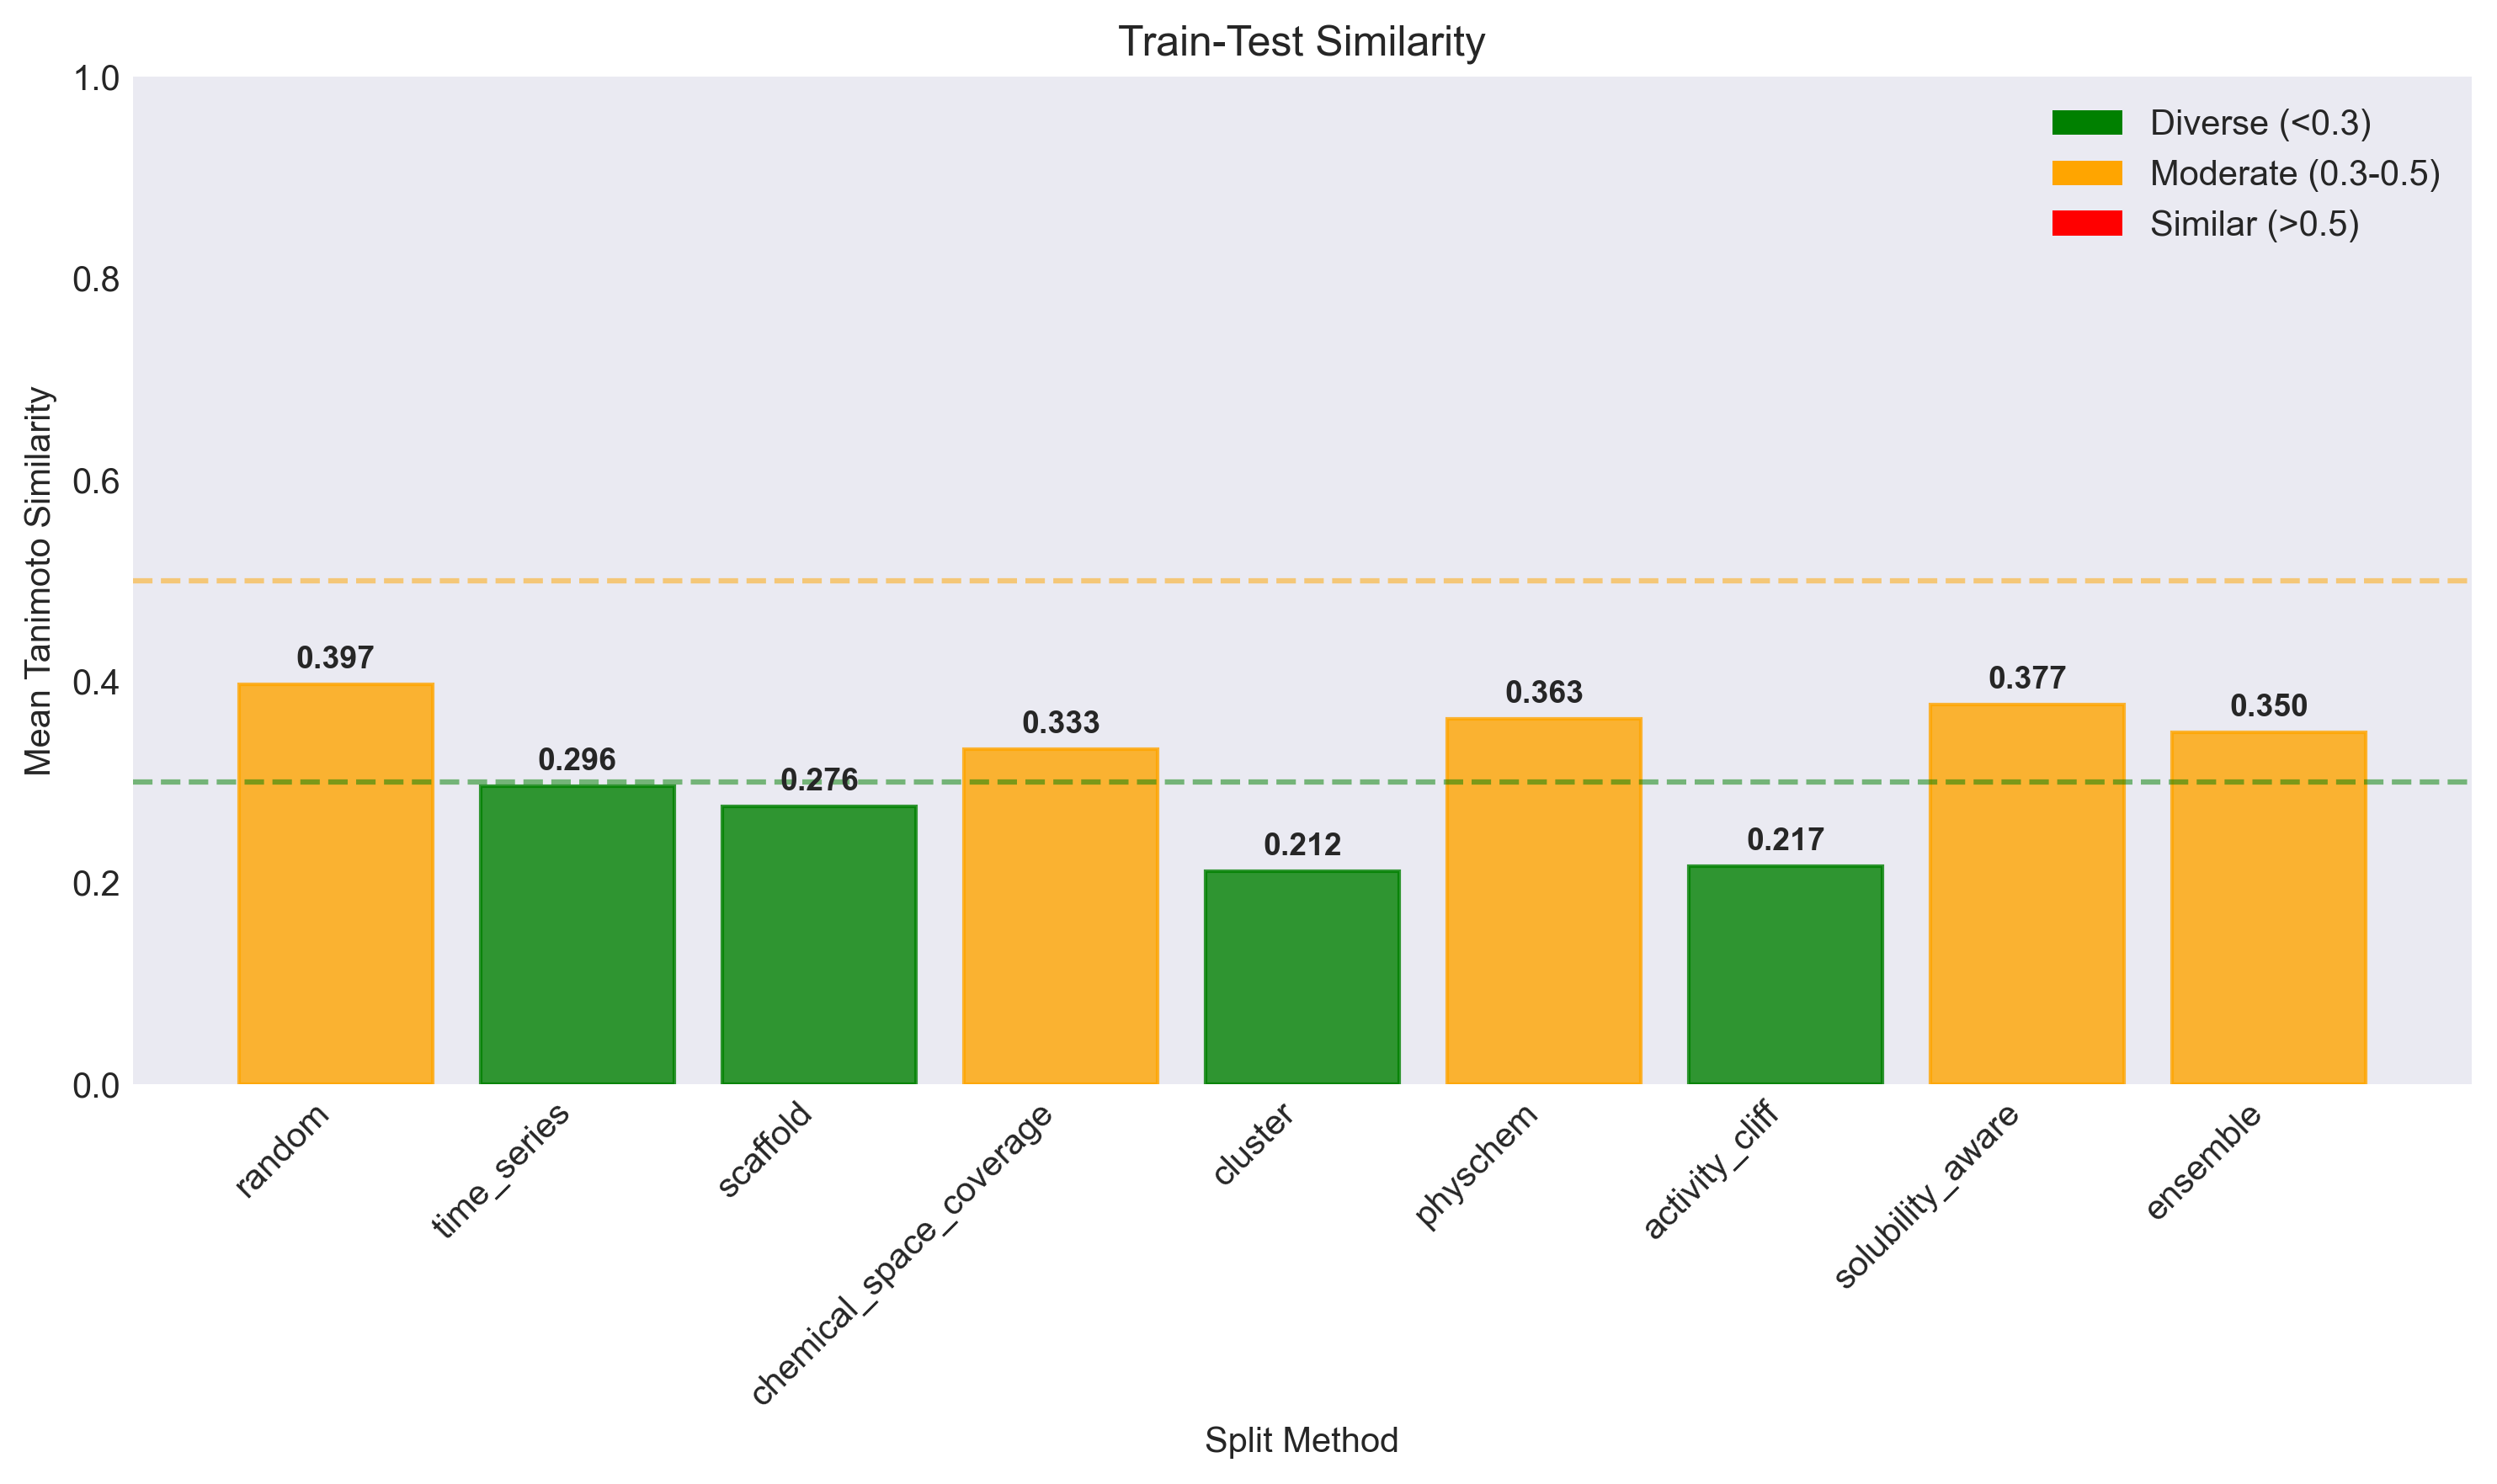 Train-Test Similarity
1.0
0.8
0.6
0.4
0.2
0.0
Mean Tanimoto Similarity
Diverse (<0.3)
Moderate (0.3-0.5)
Similar (>0.5)
0.397
0.296
0.276
0.333
0.212
0.363
0.217
0.377
0.350
random
time_series
scaffold
chemical_space_coverage
cluster
physchem
activity_cliff
solubility_aware
ensemble
Split Method